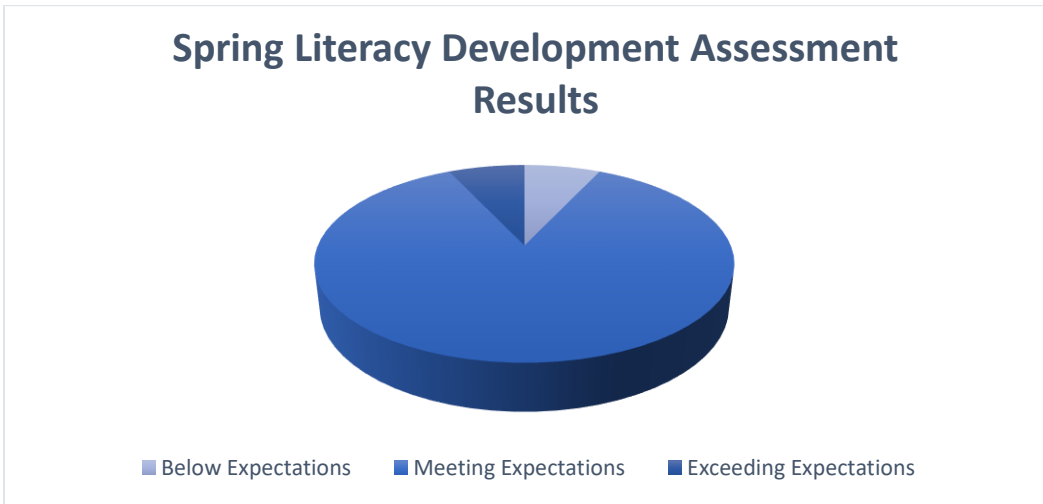 Spring Literacy Development Assessment
Results
Below Expectations
Meeting Expectations
Exceeding Expectations